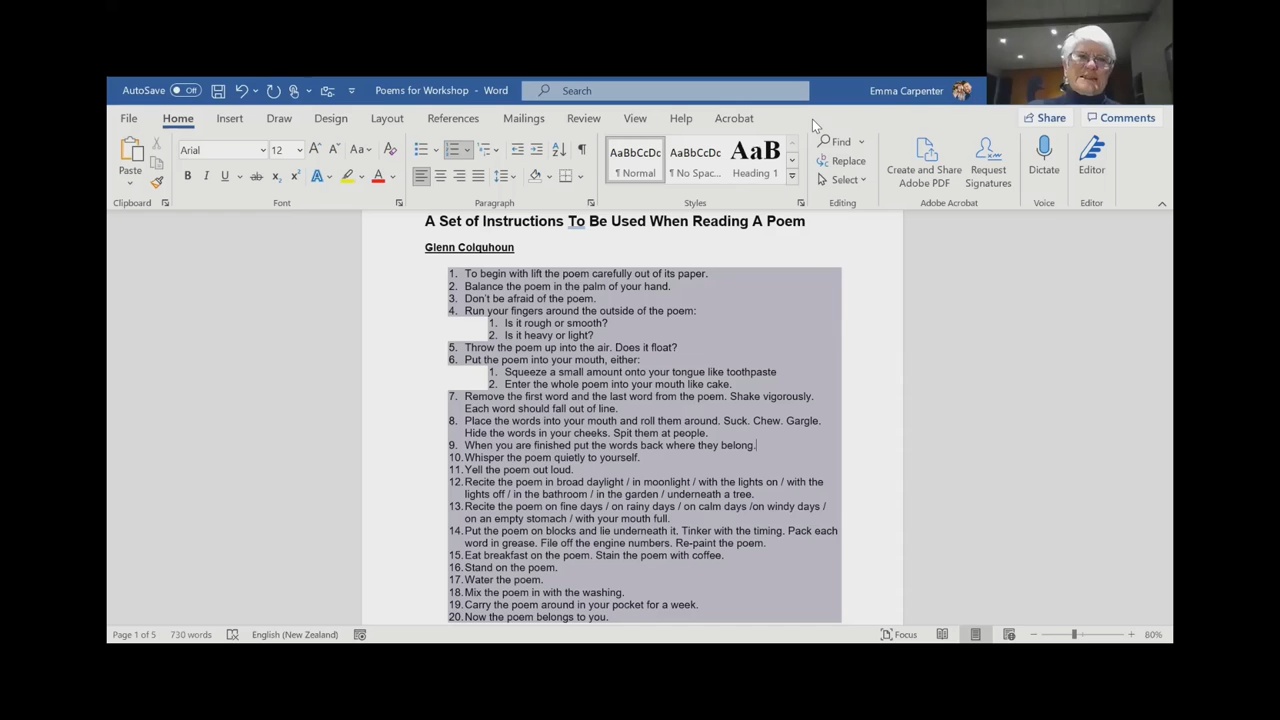 AutoSave Off Poems for Workshop - Word Search Emma Carpenter
File Home Insert Draw Design Layout References Mailings Review View Help Acrobat Share Comments
Paste Arial 12 Aa AaBbCcDc AaBbCcDc AaB Find Replace Select Create and Share Request Dictate Editor
B I U ab x₂ x² A A ¶ Normal ¶ No Spac... Heading 1 Adobe PDF Signatures
Clipboard Font Paragraph Styles Editing Adobe Acrobat Voice Editor
A Set of Instructions To Be Used When Reading A Poem
Glenn Colquhoun
1. To begin with lift the poem carefully out of its paper.
2. Balance the poem in the palm of your hand.
3. Don't be afraid of the poem.
4. Run your fingers around the outside of the poem:
1. Is it rough or smooth?
2. Is it heavy or light?
5. Throw the poem up into the air. Does it float?
6. Put the poem into your mouth, either:
1. Squeeze a small amount onto your tongue like toothpaste
2. Enter the whole poem into your mouth like cake.
7. Remove the first word and the last word from the poem. Shake vigorously.
Each word should fall out of line.
8. Place the words into your mouth and roll them around. Suck. Chew. Gargle.
Hide the words in your cheeks. Spit them at people.
9. When you are finished put the words back where they belong.
10. Whisper the poem quietly to yourself.
11. Yell the poem out loud.
12. Recite the poem in broad daylight / in moonlight / with the lights on / with the
lights off / in the bathroom / in the garden / underneath a tree.
13. Recite the poem on fine days / on rainy days / on calm days /on windy days /
on an empty stomach / with your mouth full.
14. Put the poem on blocks and lie underneath it. Tinker with the timing. Pack each
word in grease. File off the engine numbers. Re-paint the poem.
15. Eat breakfast on the poem. Stain the poem with coffee.
16. Stand on the poem.
17. Water the poem.
18. Mix the poem in with the washing.
19. Carry the poem around in your pocket for a week.
20. Now the poem belongs to you.
Page 1 of 5 730 words English (New Zealand) Focus 80%